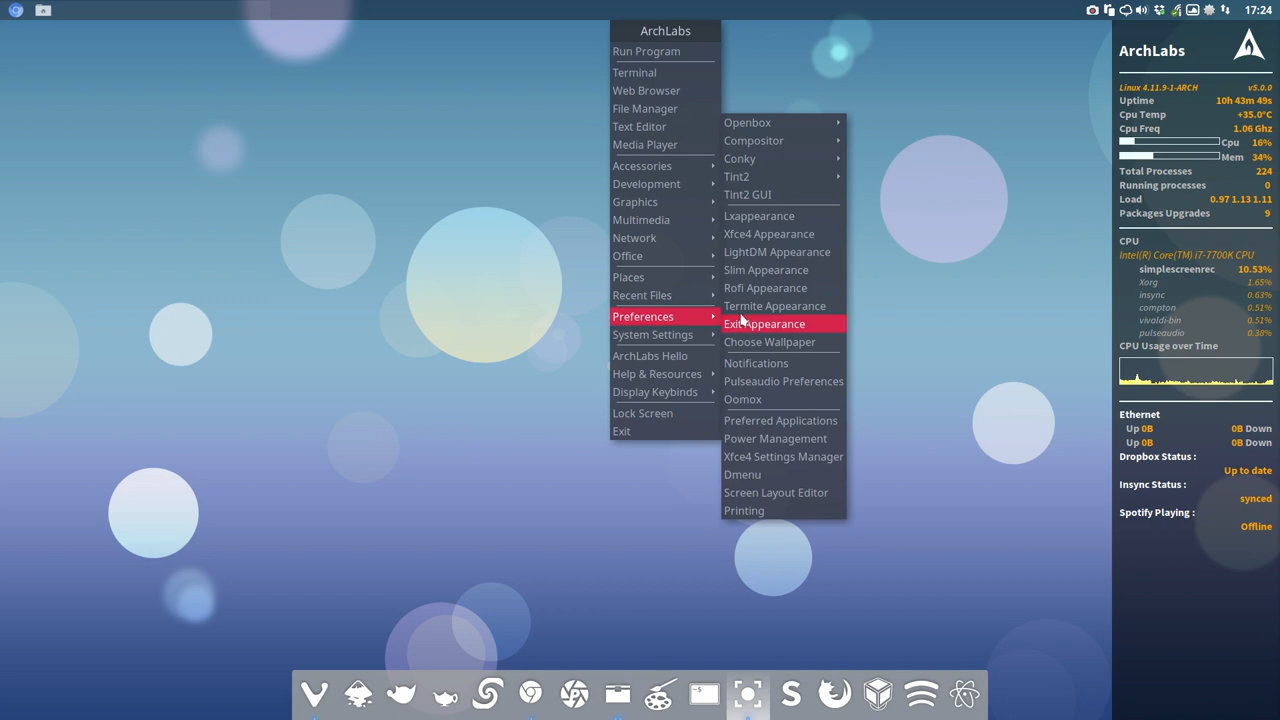 17:24
ArchLabs
Run Program
Terminal
Web Browser
File Manager
Text Editor
Media Player
Accessories
Development
Graphics
Multimedia
Network
Office
Places
Recent Files
Preferences
System Settings
ArchLabs Hello
Help & Resources
Display Keybinds
Lock Screen
Exit
Openbox
Compositor
Conky
Tint2
Tint2 GUI
Lxappearance
Xfce4 Appearance
LightDM Appearance
Slim Appearance
Rofi Appearance
Termite Appearance
Exit Appearance
Choose Wallpaper
Notifications
Pulseaudio Preferences
Oomox
Preferred Applications
Power Management
Xfce4 Settings Manager
Dmenu
Screen Layout Editor
Printing
ArchLabs
Linux 4.11.9-1-ARCH v5.0.0
Uptime 10h 43m 49s
Cpu Temp +35.0°C
Cpu Freq 1.06 Ghz
Cpu 16%
Mem 34%
Total Processes 224
Running processes 0
Load 0.97 1.13 1.11
Packages Upgrades 9
CPU
Intel(R) Core(TM) i7-7700K CPU
simplescreenrec 10.53%
Xorg 1.65%
insync 0.63%
compton 0.51%
vivaldi-bin 0.51%
pulseaudio 0.38%
CPU Usage over Time
Ethernet
Up 0B 0B Down
Up 0B 0B Down
Dropbox Status :
Up to date
Insync Status :
synced
Spotify Playing :
Offline